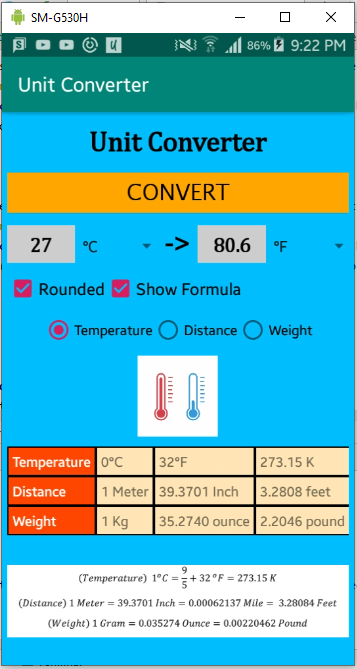 SM-G530H
86% 9:22 PM
Unit Converter
Unit Converter
CONVERT
27 °C -> 80.6 °F
Rounded Show Formula
Temperature Distance Weight
Temperature 0°C 32°F 273.15 K
Distance 1 Meter 39.3701 Inch 3.2808 feet
Weight 1 Kg 35.2740 ounce 2.2046 pound
(Temperature) 1°C = 9/5 + 32 °F = 273.15 K
(Distance) 1 Meter = 39.3701 Inch = 0.00062137 Mile = 3.28084 Feet
(Weight) 1 Gram = 0.035274 Ounce = 0.00220462 Pound